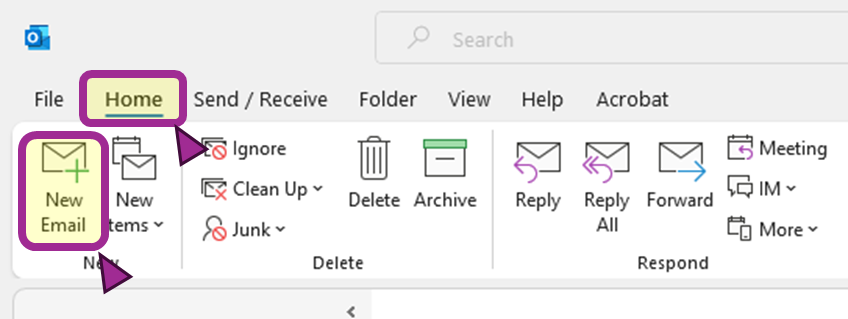 Search
File Home Send / Receive Folder View Help Acrobat
New Email
New
Ignore
Clean Up
Junk
Delete
Archive
Reply
Reply All
Forward
Meeting
IM
More
Delete
Respond